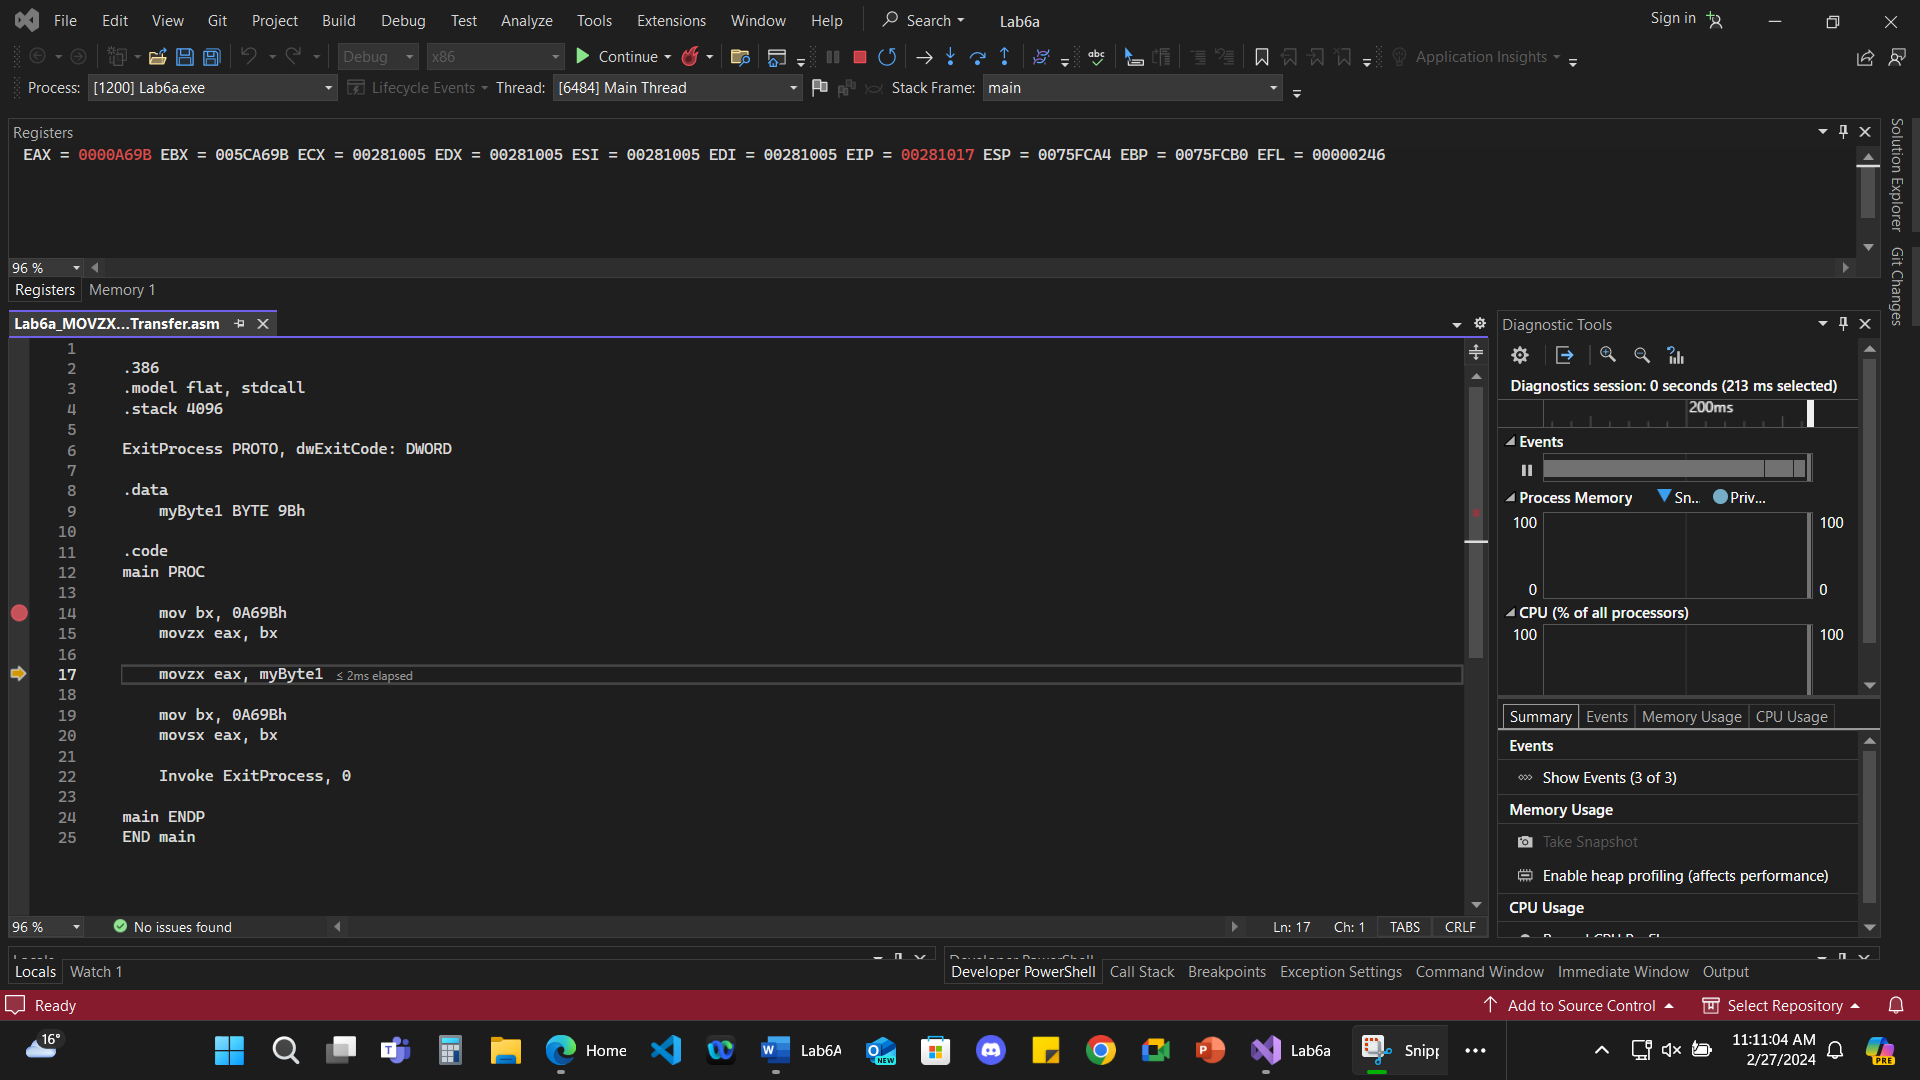 File Edit View Git Project Build Debug Test Analyze Tools Extensions Window Help Search Lab6a Sign in
Debug x86 Continue Application Insights
Process: [1200] Lab6a.exe Lifecycle Events Thread: [6484] Main Thread Stack Frame: main
Registers
EAX = 0000A69B EBX = 005CA69B ECX = 00281005 EDX = 00281005 ESI = 00281005 EDI = 00281005 EIP = 00281017 ESP = 0075FCA4 EBP = 0075FCB0 EFL = 00000246
96 %
Registers Memory 1
Solution Explorer
Git Changes
Lab6a_MOVZX...Transfer.asm
1
2 .386
3 .model flat, stdcall
4 .stack 4096
5
6 ExitProcess PROTO, dwExitCode: DWORD
7
8 .data
9 myByte1 BYTE 9Bh
10
11 .code
12 main PROC
13
14 mov bx, 0A69Bh
15 movzx eax, bx
16
17 movzx eax, myByte1 ≤ 2ms elapsed
18
19 mov bx, 0A69Bh
20 movsx eax, bx
21
22 Invoke ExitProcess, 0
23
24 main ENDP
25 END main
96 % No issues found Ln: 17 Ch: 1 TABS CRLF
Diagnostic Tools
Diagnostics session: 0 seconds (213 ms selected)
200ms
Events
Process Memory Sn... Priv...
100 100
0 0
CPU (% of all processors)
100 100
Summary Events Memory Usage CPU Usage
Events
Show Events (3 of 3)
Memory Usage
Take Snapshot
Enable heap profiling (affects performance)
CPU Usage
Locals Watch 1
Developer PowerShell Call Stack Breakpoints Exception Settings Command Window Immediate Window Output
Ready Add to Source Control Select Repository
16° Home Lab6A Lab6a Snipp
11:11:04 AM
2/27/2024